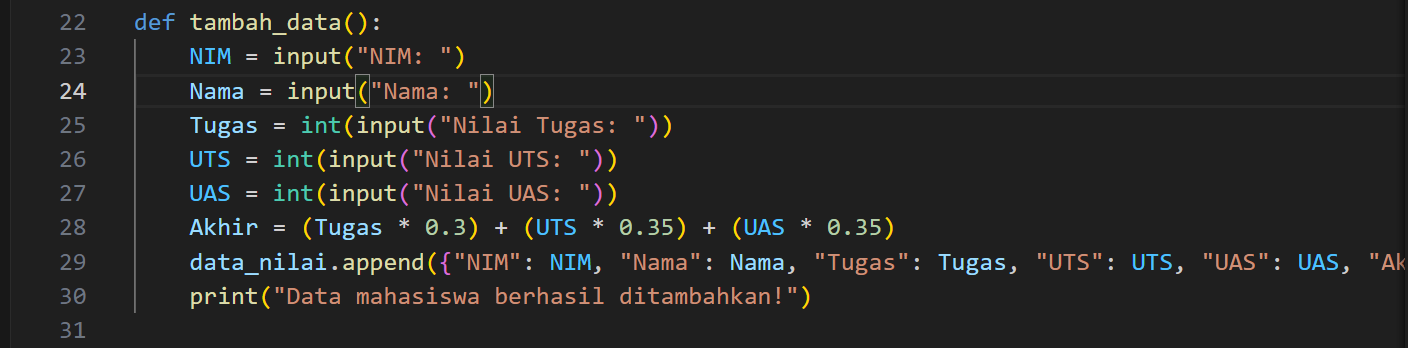 22 def tambah_data():
23 NIM = input("NIM: ")
24 Nama = input("Nama: ")
25 Tugas = int(input("Nilai Tugas: "))
26 UTS = int(input("Nilai UTS: "))
27 UAS = int(input("Nilai UAS: "))
28 Akhir = (Tugas * 0.3) + (UTS * 0.35) + (UAS * 0.35)
29 data_nilai.append({"NIM": NIM, "Nama": Nama, "Tugas": Tugas, "UTS": UTS, "UAS": UAS, "Ak
30 print("Data mahasiswa berhasil ditambahkan!")
31